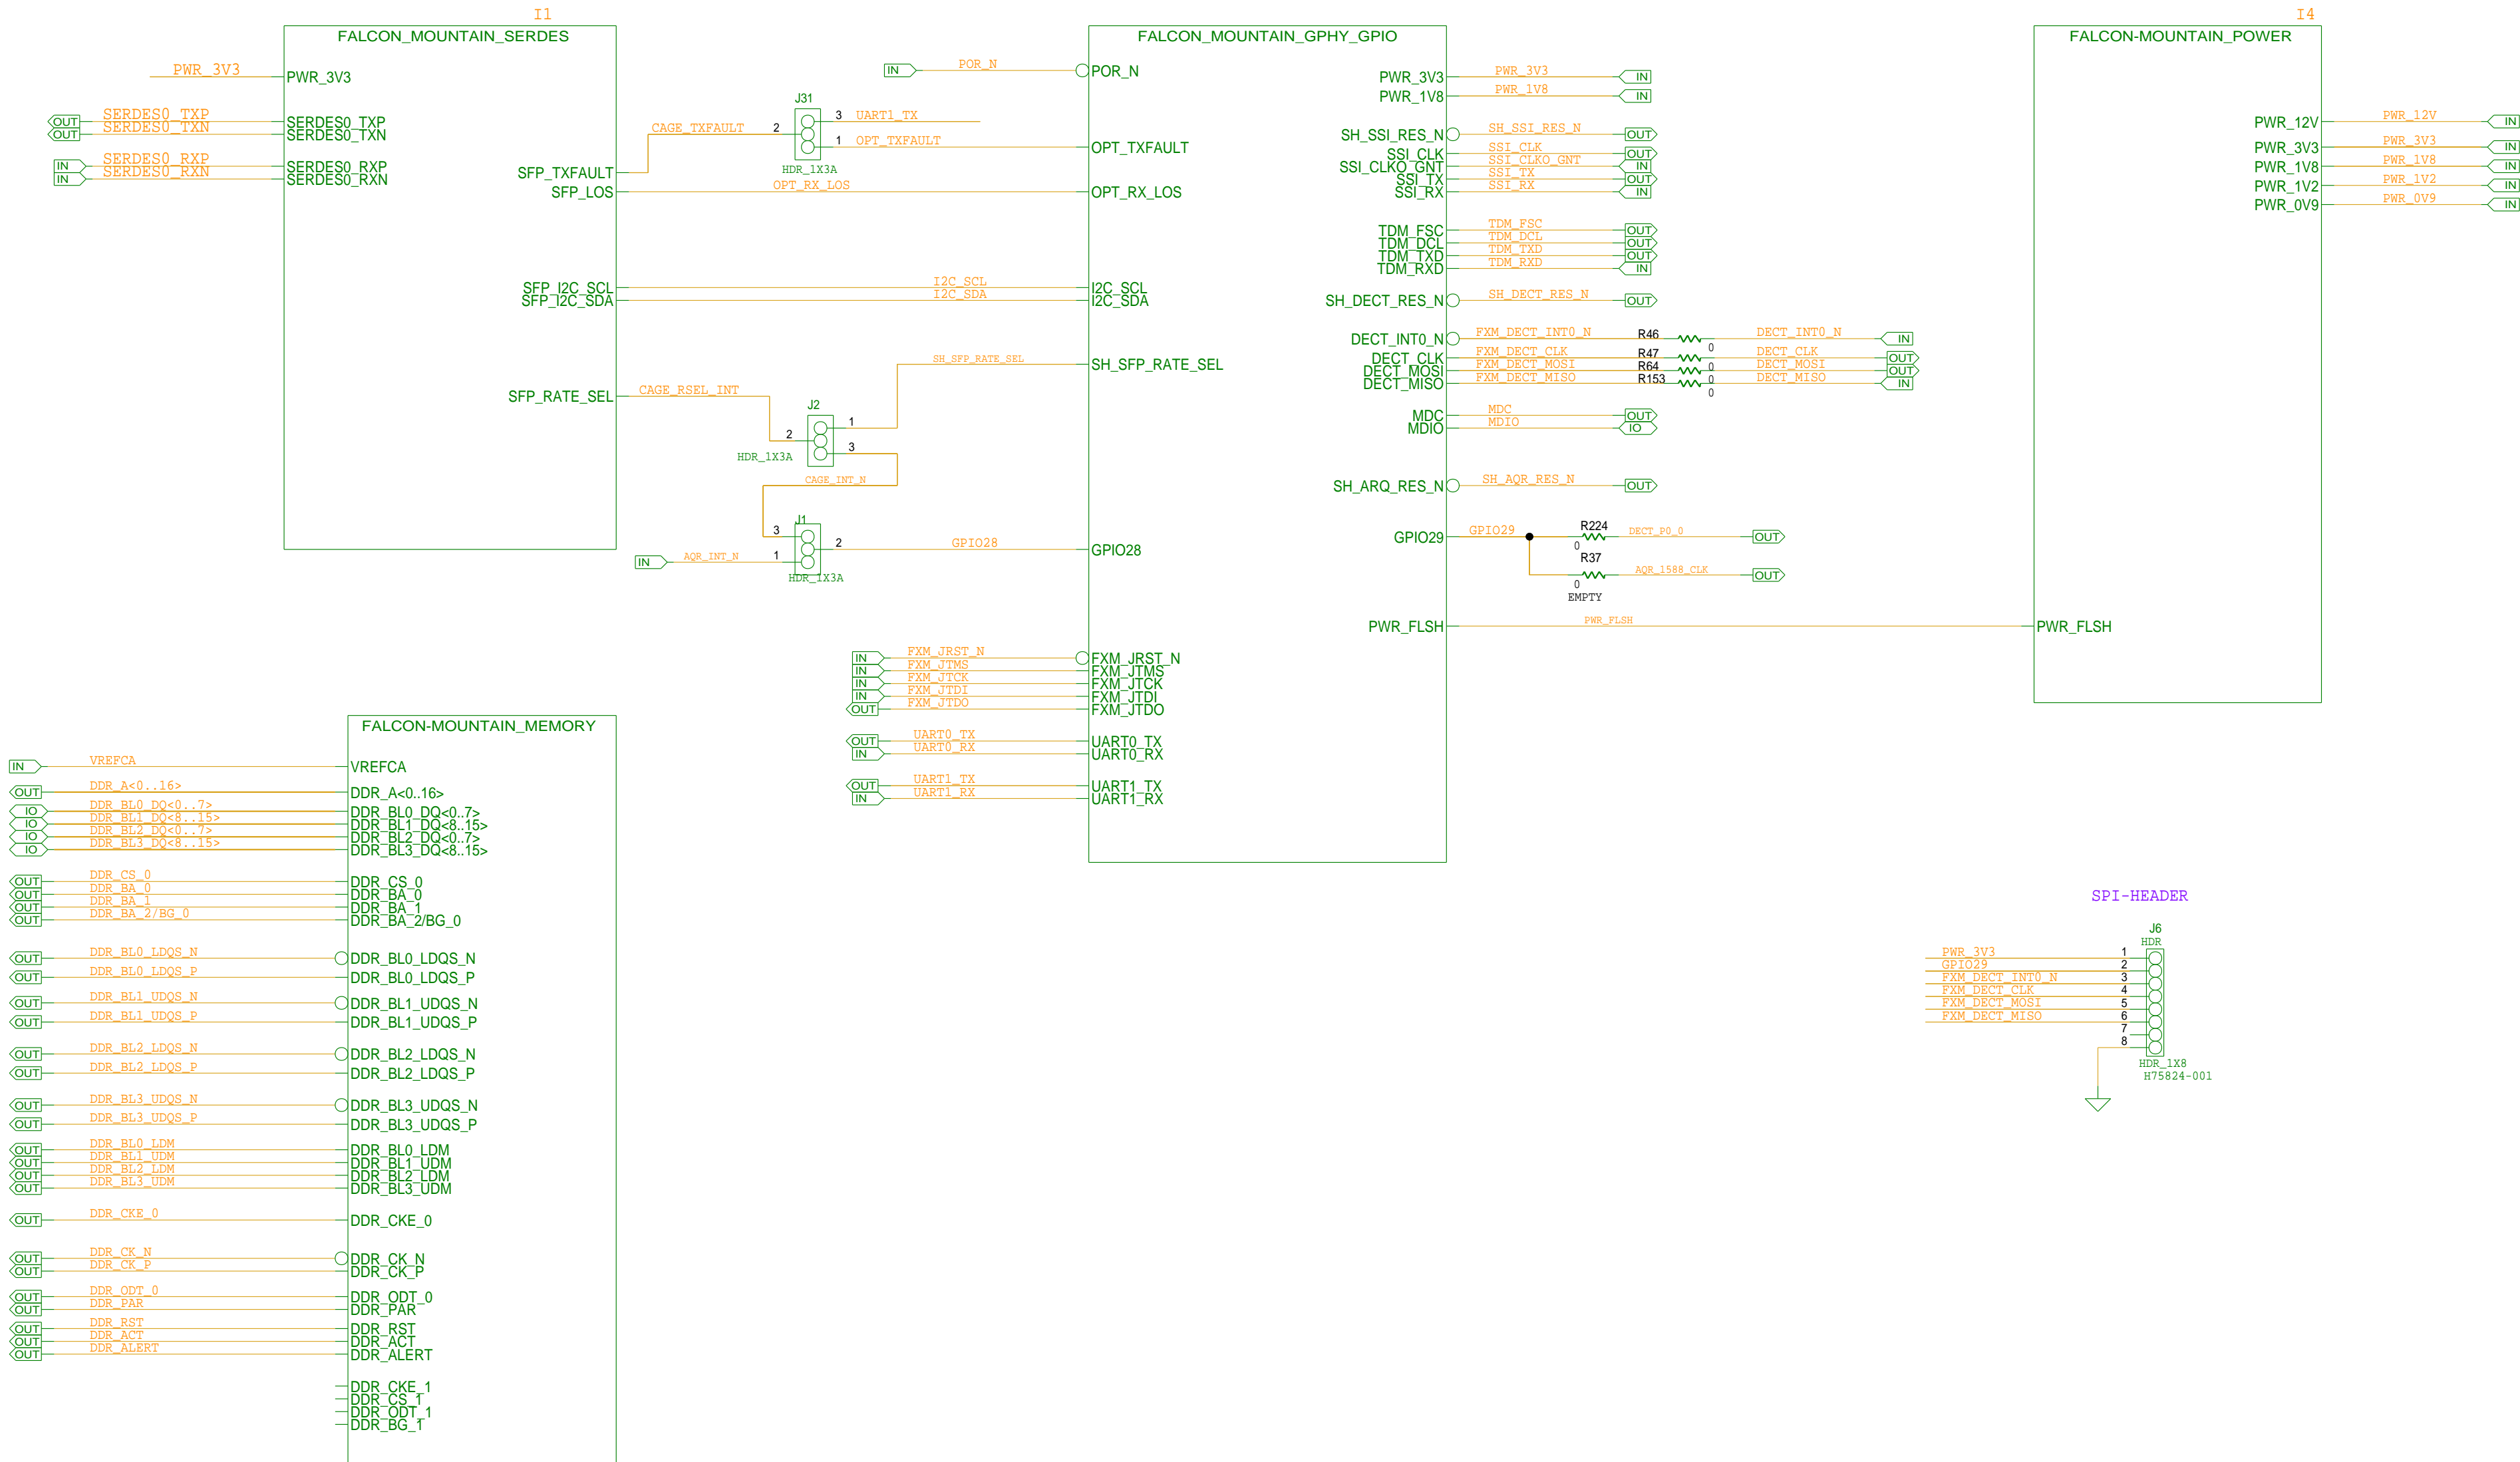 I1
FALCON_MOUNTAIN_SERDES
PWR_3V3
PWR_3V3
OUT
SERDES0_TXP
SERDES0_TXP
OUT
SERDES0_TXN
SERDES0_TXN
IN
SERDES0_RXP
SERDES0_RXP
IN
SERDES0_RXN
SERDES0_RXN
SFP_TXFAULT
SFP_LOS
SFP_I2C_SCL
SFP_I2C_SDA
SFP_RATE_SEL
CAGE_TXFAULT
J31
2
3
UART1_TX
1
OPT_TXFAULT
HDR_1X3A
OPT_RX_LOS
I2C_SCL
I2C_SDA
SH_SFP_RATE_SEL
CAGE_RSEL_INT
J2
1
2
3
HDR_1X3A
CAGE_INT_N
J1
3
2
GPIO28
IN
AQR_INT_N
1
HDR_1X3A
FALCON_MOUNTAIN_GPHY_GPIO
IN
POR_N
POR_N
OPT_TXFAULT
OPT_RX_LOS
I2C_SCL
I2C_SDA
SH_SFP_RATE_SEL
GPIO28
IN
FXM_JRST_N
FXM_JRST_N
IN
FXM_JTMS
FXM_JTMS
IN
FXM_JTCK
FXM_JTCK
IN
FXM_JTDI
FXM_JTDI
OUT
FXM_JTDO
FXM_JTDO
OUT
UART0_TX
UART0_TX
IN
UART0_RX
UART0_RX
OUT
UART1_TX
UART1_TX
IN
UART1_RX
UART1_RX
PWR_3V3
PWR_3V3
IN
PWR_1V8
PWR_1V8
IN
SH_SSI_RES_N
SH_SSI_RES_N
OUT
SSI_CLK
SSI_CLK
OUT
SSI_CLKO_GNT
SSI_CLKO_GNT
IN
SSI_TX
SSI_TX
OUT
SSI_RX
SSI_RX
IN
TDM_FSC
TDM_FSC
OUT
TDM_DCL
TDM_DCL
OUT
TDM_TXD
TDM_TXD
OUT
TDM_RXD
TDM_RXD
IN
SH_DECT_RES_N
SH_DECT_RES_N
OUT
DECT_INT0_N
FXM_DECT_INT0_N
R46
0
DECT_INT0_N
IN
DECT_CLK
FXM_DECT_CLK
R47
0
DECT_CLK
OUT
DECT_MOSI
FXM_DECT_MOSI
R64
0
DECT_MOSI
OUT
DECT_MISO
FXM_DECT_MISO
R153
0
DECT_MISO
IN
MDC
MDC
OUT
MDIO
MDIO
IO
SH_ARQ_RES_N
SH_AQR_RES_N
OUT
GPIO29
GPIO29
R224
0
DECT_P0_0
OUT
R37
0
EMPTY
AQR_1588_CLK
OUT
PWR_FLSH
PWR_FLSH
PWR_FLSH
I4
FALCON-MOUNTAIN_POWER
PWR_12V
PWR_12V
IN
PWR_3V3
PWR_3V3
IN
PWR_1V8
PWR_1V8
IN
PWR_1V2
PWR_1V2
IN
PWR_0V9
PWR_0V9
IN
FALCON-MOUNTAIN_MEMORY
IN
VREFCA
VREFCA
OUT
DDR_A<0..16>
DDR_A<0..16>
IO
DDR_BL0_DQ<0..7>
DDR_BL0_DQ<0..7>
IO
DDR_BL1_DQ<8..15>
DDR_BL1_DQ<8..15>
IO
DDR_BL2_DQ<0..7>
DDR_BL2_DQ<0..7>
IO
DDR_BL3_DQ<8..15>
DDR_BL3_DQ<8..15>
OUT
DDR_CS_0
DDR_CS_0
OUT
DDR_BA_0
DDR_BA_0
OUT
DDR_BA_1
DDR_BA_1
OUT
DDR_BA_2/BG_0
DDR_BA_2/BG_0
OUT
DDR_BL0_LDQS_N
DDR_BL0_LDQS_N
OUT
DDR_BL0_LDQS_P
DDR_BL0_LDQS_P
OUT
DDR_BL1_UDQS_N
DDR_BL1_UDQS_N
OUT
DDR_BL1_UDQS_P
DDR_BL1_UDQS_P
OUT
DDR_BL2_LDQS_N
DDR_BL2_LDQS_N
OUT
DDR_BL2_LDQS_P
DDR_BL2_LDQS_P
OUT
DDR_BL3_UDQS_N
DDR_BL3_UDQS_N
OUT
DDR_BL3_UDQS_P
DDR_BL3_UDQS_P
OUT
DDR_BL0_LDM
DDR_BL0_LDM
OUT
DDR_BL1_UDM
DDR_BL1_UDM
OUT
DDR_BL2_LDM
DDR_BL2_LDM
OUT
DDR_BL3_UDM
DDR_BL3_UDM
OUT
DDR_CKE_0
DDR_CKE_0
OUT
DDR_CK_N
DDR_CK_N
OUT
DDR_CK_P
DDR_CK_P
OUT
DDR_ODT_0
DDR_ODT_0
OUT
DDR_PAR
DDR_PAR
OUT
DDR_RST
DDR_RST
OUT
DDR_ACT
DDR_ACT
OUT
DDR_ALERT
DDR_ALERT
DDR_CKE_1
DDR_CS_1
DDR_ODT_1
DDR_BG_1
SPI-HEADER
J6
HDR
PWR_3V3
1
GPIO29
2
FXM_DECT_INT0_N
3
FXM_DECT_CLK
4
FXM_DECT_MOSI
5
FXM_DECT_MISO
6
7
8
HDR_1X8
H75824-001